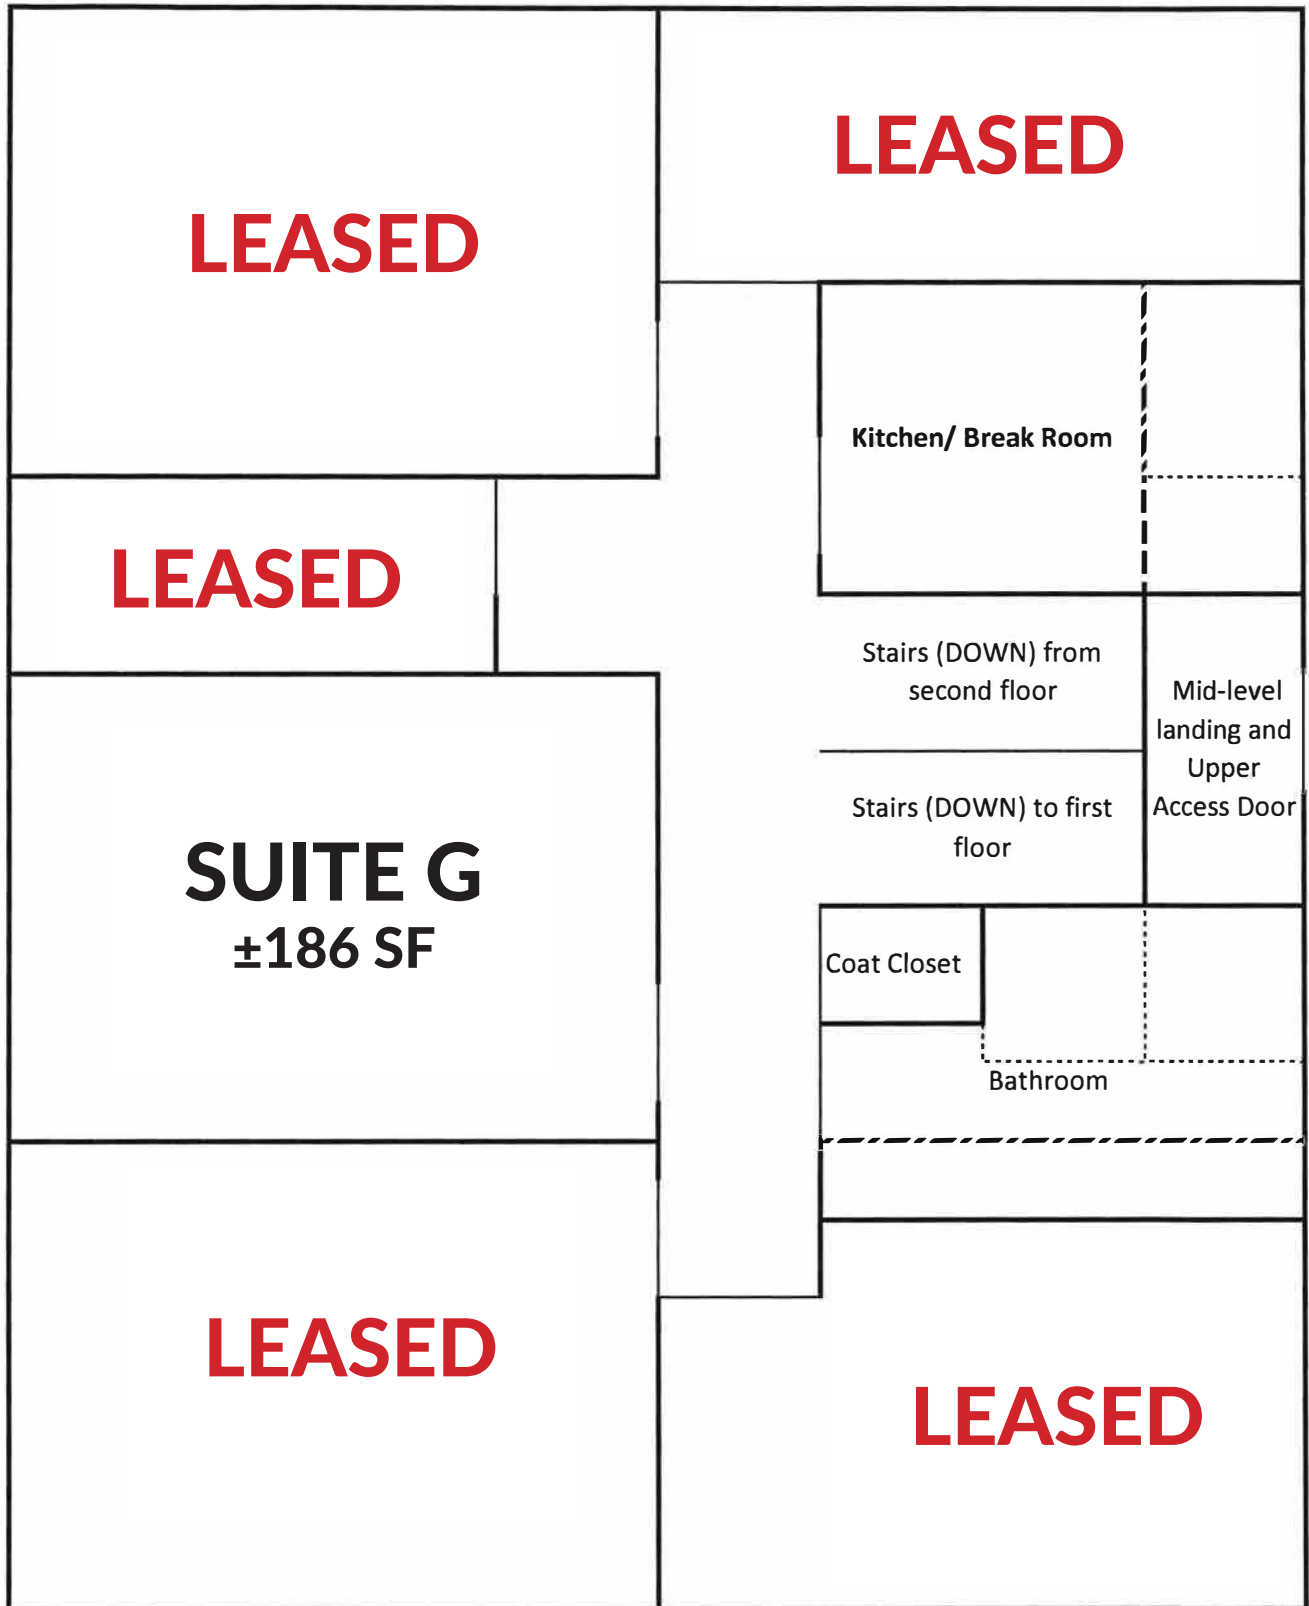 LEASED
LEASED
Kitchen/ Break Room
LEASED
Stairs (DOWN) from
second floor
Mid-level
landing and
Upper
Access Door
Stairs (DOWN) to first
floor
SUITE G
±186 SF
Coat Closet
Bathroom
LEASED
LEASED